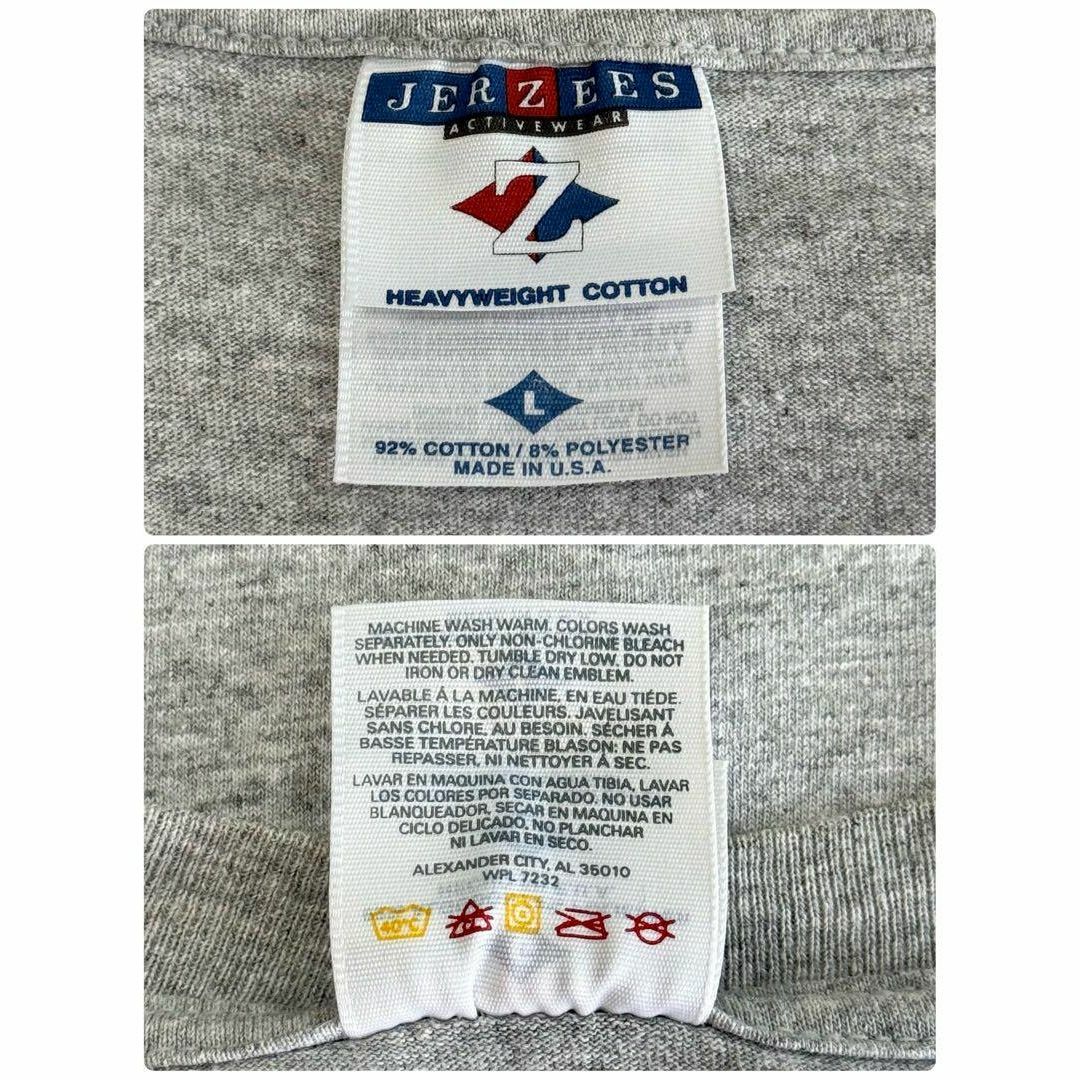 JERZEES
ACTIVEWEAR
Z
HEAVYWEIGHT COTTON
L
92% COTTON / 8% POLYESTER
MADE IN U.S.A.
MACHINE WASH WARM. COLORS WASH
SEPARATELY. ONLY NON-CHLORINE BLEACH
WHEN NEEDED. TUMBLE DRY LOW. DO NOT
IRON OR DRY CLEAN EMBLEM.
LAVABLE Á LA MACHINE, EN EAU TIÉDE.
SÉPARER LES COULEURS. JAVELISANT
SANS CHLORE, AU BESOIN. SÉCHER Á
BASSE TEMPÉRATURE BLASON: NE PAS
REPASSER, NI NETTOYER Á SEC.
LAVAR EN MAQUINA CON AGUA TIBIA, LAVAR
LOS COLORES POR SEPARADO. NO USAR
BLANQUEADOR. SECAR EN MAQUINA EN
CICLO DELICADO. NO PLANCHAR
NI LAVAR EN SECO.
ALEXANDER CITY, AL 35010
WPL 7232
40°C